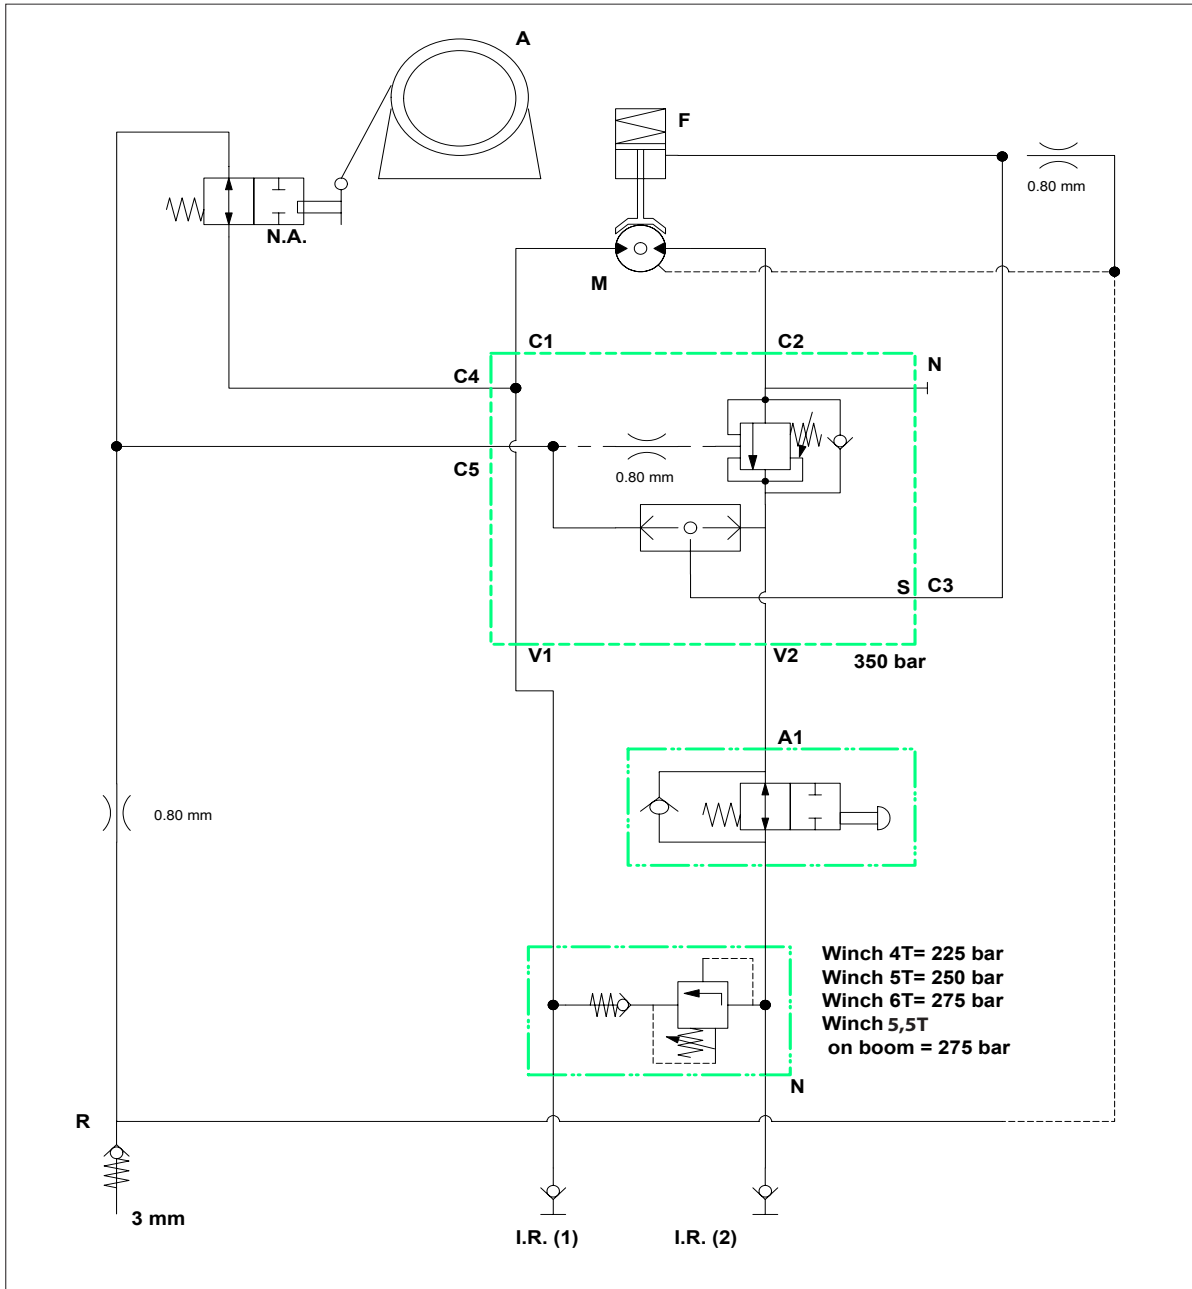 A
F
0.80 mm
N.A.
M
C1
C2
C4
N
C5
0.80 mm
S
C3
V1
V2
350 bar
A1
0.80 mm
Winch 4T= 225 bar
Winch 5T= 250 bar
Winch 6T= 275 bar
Winch 5,5T
on boom = 275 bar
N
R
3 mm
I.R. (1)
I.R. (2)